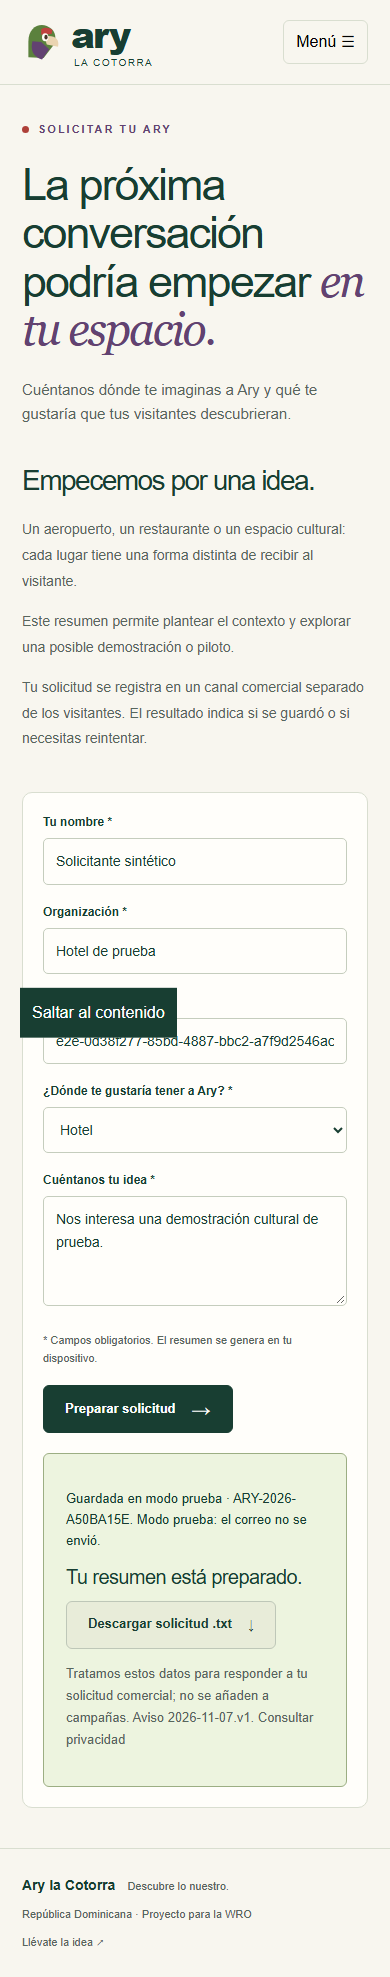 ary
LA COTORRA
Menú ☰
SOLICITAR TU ARY
La próxima
conversación
podría empezar en
tu espacio.
Cuéntanos dónde te imaginas a Ary y qué te
gustaría que tus visitantes descubrieran.
Empecemos por una idea.
Un aeropuerto, un restaurante o un espacio cultural:
cada lugar tiene una forma distinta de recibir al
visitante.
Este resumen permite plantear el contexto y explorar
una posible demostración o piloto.
Tu solicitud se registra en un canal comercial separado
de los visitantes. El resultado indica si se guardó o si
necesitas reintentar.
Tu nombre *
Solicitante sintético
Organización *
Hotel de prueba
Saltar al contenido
e2e-0d38f277-85bd-4887-bbc2-a7f9d2546ac
¿Dónde te gustaría tener a Ary? *
Hotel
Cuéntanos tu idea *
Nos interesa una demostración cultural de
prueba.
* Campos obligatorios. El resumen se genera en tu
dispositivo.
Preparar solicitud →
Guardada en modo prueba · ARY-2026-
A50BA15E. Modo prueba: el correo no se
envió.
Tu resumen está preparado.
Descargar solicitud .txt ↓
Tratamos estos datos para responder a tu
solicitud comercial; no se añaden a
campañas. Aviso 2026-11-07.v1. Consultar
privacidad
Ary la Cotorra Descubre lo nuestro.
República Dominicana · Proyecto para la WRO
Llévate la idea ↗